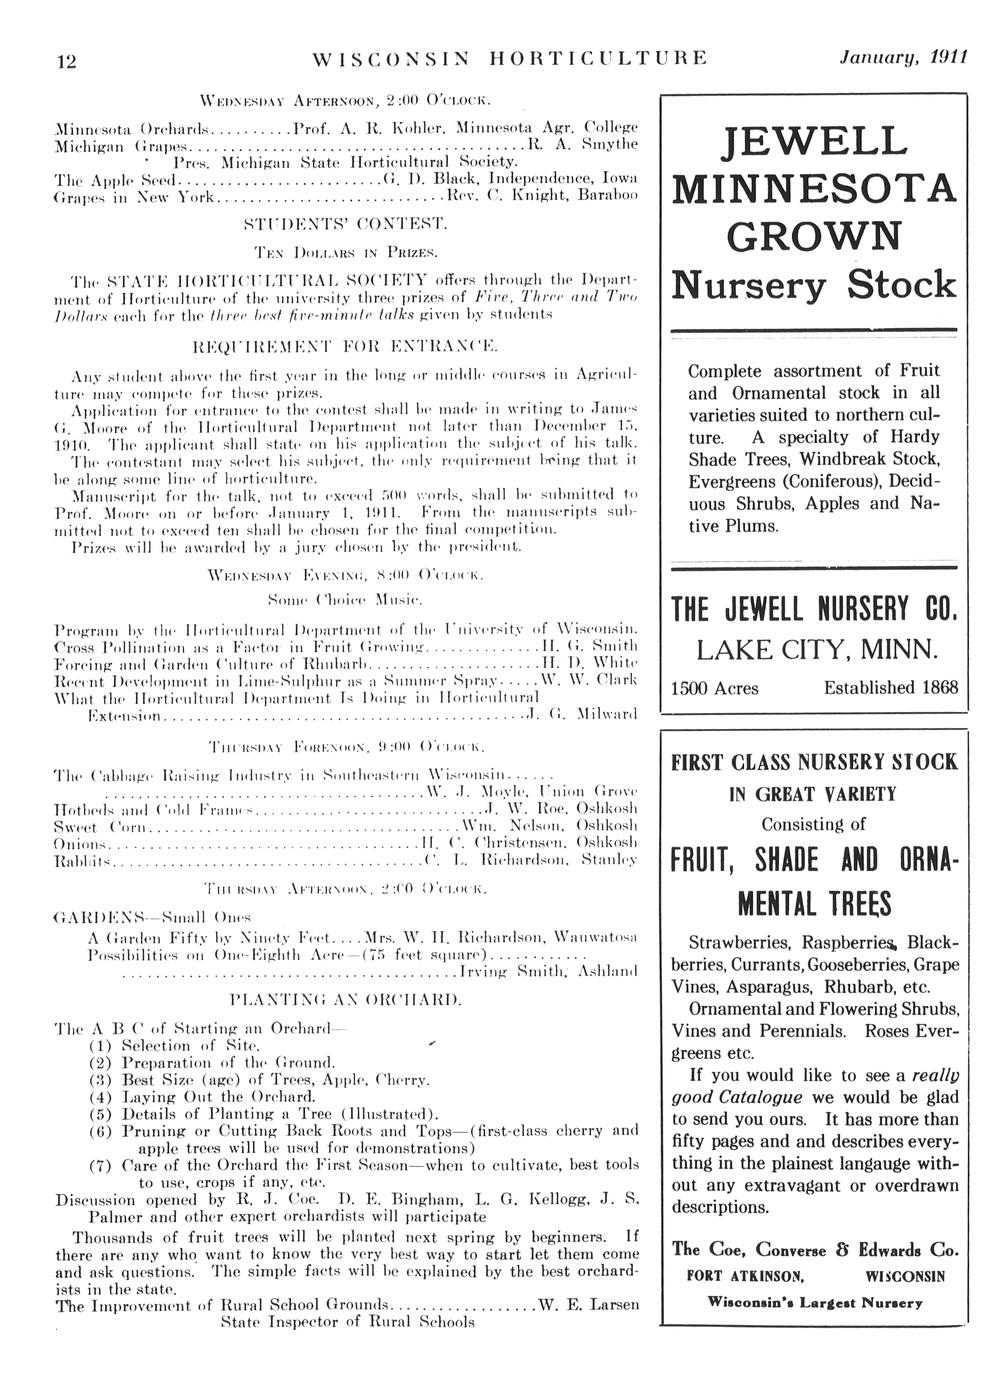 12
WISCONSIN HORTICULTURE
January, 1911
WEDNESDAY AFTERNOON, 2:00 O'CLOCK.
Minnesota Orchards..........Prof. A. R. Kohler, Minnesota Agr. College
Michigan Grapes.........................................R. A. Smythe
Pres. Michigan State Horticultural Society.
The Apple Seed.........................G. D. Black, Independence, Iowa
Grapes in New York............................Rev. C. Knight, Baraboo
STUDENTS' CONTEST.
TEN DOLLARS IN PRIZES.
The STATE HORTICULTURAL SOCIETY offers through the Depart-
ment of Horticulture of the university three prizes of Five, Three and Two
Dollars each for the three best five-minute talks given by students
REQUIREMENT FOR ENTRANCE.
Any student above the first year in the long or middle courses in Agricul-
ture may compete for these prizes.
Application for entrance to the contest shall be made in writing to James
G. Moore of the Horticultural Department not later than December 15,
1910. The applicant shall state on his application the subject of his talk.
The contestant may select his subject, the only requirement being that it
be along some line of horticulture.
Manuscript for the talk, not to exceed 500 words, shall be submitted to
Prof. Moore on or before January 1, 1911. From the manuscripts sub-
mitted not to exceed ten shall be chosen for the final competition.
Prizes will be awarded by a jury chosen by the president.
WEDNESDAY EVENING, 8:00 O'CLOCK.
Some Choice Music.
Program by the Horticultural Department of the University of Wisconsin.
Cross Pollination as a Factor in Fruit Growing..............H. G. Smith
Forcing and Garden Culture of Rhubarb.....................H. D. White
Recent Development in Lime-Sulphur as a Summer Spray.....W. W. Clark
What the Horticultural Department Is Doing in Horticultural
Extension............................................J. G. Milward
THURSDAY FORENOON, 9:00 O'CLOCK.
The Cabbage Raising Industry in Southeastern Wisconsin......
.......................................W. J. Moyle, Union Grove
Hotbeds and Cold Frames............................J. W. Roe, Oshkosh
Sweet Corn......................................Wm. Nelson, Oshkosh
Onions......................................H. C. Christensen, Oshkosh
Rabbits......................................C. L. Richardson, Stanley
THURSDAY AFTERNOON, 2:00 O'CLOCK.
GARDENS—Small Ones
A Garden Fifty by Ninety Feet....Mrs. W. H. Richardson, Wauwatosa
Possibilities on One-Eighth Acre—(75 feet square)............
.........................................Irving Smith, Ashland
PLANTING AN ORCHARD.
The A B C of Starting an Orchard—
(1) Selection of Site.
(2) Preparation of the Ground.
(3) Best Size (age) of Trees, Apple, Cherry.
(4) Laying Out the Orchard.
(5) Details of Planting a Tree (Illustrated).
(6) Pruning or Cutting Back Roots and Tops—(first-class cherry and
apple trees will be used for demonstrations)
(7) Care of the Orchard the First Season—when to cultivate, best tools
to use, crops if any, etc.
Discussion opened by R. J. Coe. D. E. Bingham, L. G. Kellogg, J. S.
Palmer and other expert orchardists will participate
Thousands of fruit trees will be planted next spring by beginners. If
there are any who want to know the very best way to start let them come
and ask questions. The simple facts will be explained by the best orchard-
ists in the state.
The Improvement of Rural School Grounds..................W. E. Larsen
State Inspector of Rural Schools
JEWELL
MINNESOTA
GROWN
Nursery Stock
Complete assortment of Fruit
and Ornamental stock in all
varieties suited to northern cul-
ture. A specialty of Hardy
Shade Trees, Windbreak Stock,
Evergreens (Coniferous), Decid-
uous Shrubs, Apples and Na-
tive Plums.
THE JEWELL NURSERY CO.
LAKE CITY, MINN.
1500 Acres Established 1868
FIRST CLASS NURSERY STOCK
IN GREAT VARIETY
Consisting of
FRUIT, SHADE AND ORNA-
MENTAL TREES
Strawberries, Raspberries, Black-
berries, Currants, Gooseberries, Grape
Vines, Asparagus, Rhubarb, etc.
Ornamental and Flowering Shrubs,
Vines and Perennials. Roses Ever-
greens etc.
If you would like to see a really
good Catalogue we would be glad
to send you ours. It has more than
fifty pages and and describes every-
thing in the plainest langauge with-
out any extravagant or overdrawn
descriptions.
The Coe, Converse & Edwards Co.
FORT ATKINSON, WISCONSIN
Wisconsin's Largest Nursery